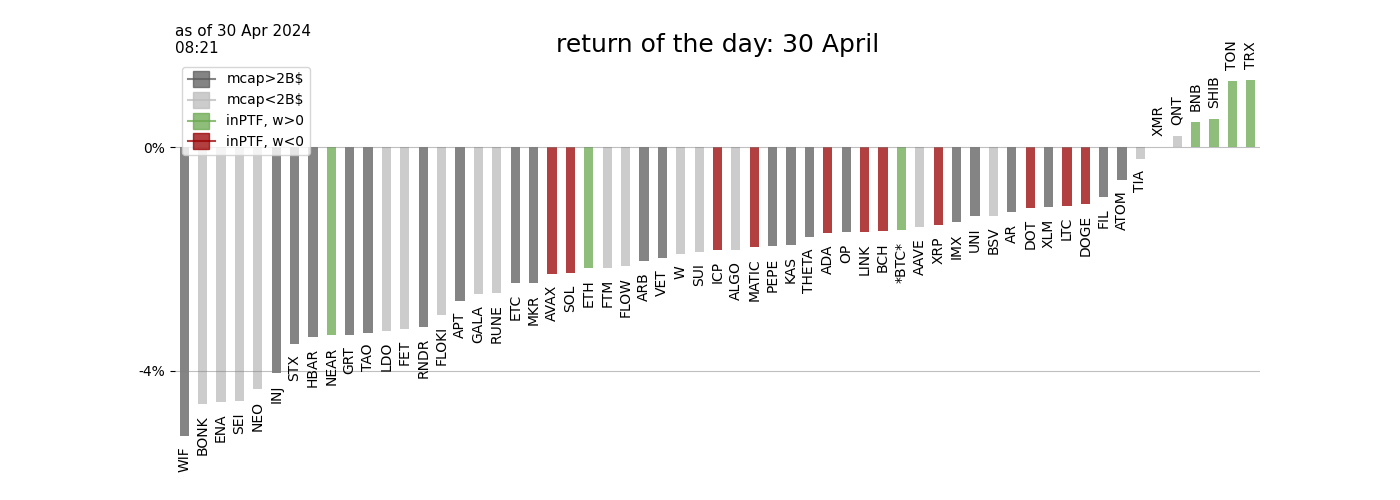 as of 30 Apr 2024
08:21
return of the day: 30 April
mcap>2B$
mcap<2B$
inPTF, w>0
inPTF, w<0
0%
-4%
WIF
BONK
ENA
SEI
NEO
INJ
STX
HBAR
NEAR
GRT
TAO
LDO
FET
RNDR
FLOKI
APT
GALA
RUNE
ETC
MKR
AVAX
SOL
ETH
FTM
FLOW
ARB
VET
W
SUI
ICP
ALGO
MATIC
PEPE
KAS
THETA
ADA
OP
LINK
BCH
*BTC*
AAVE
XRP
IMX
UNI
BSV
AR
DOT
XLM
LTC
DOGE
FIL
ATOM
TIA
XMR
QNT
BNB
SHIB
TON
TRX